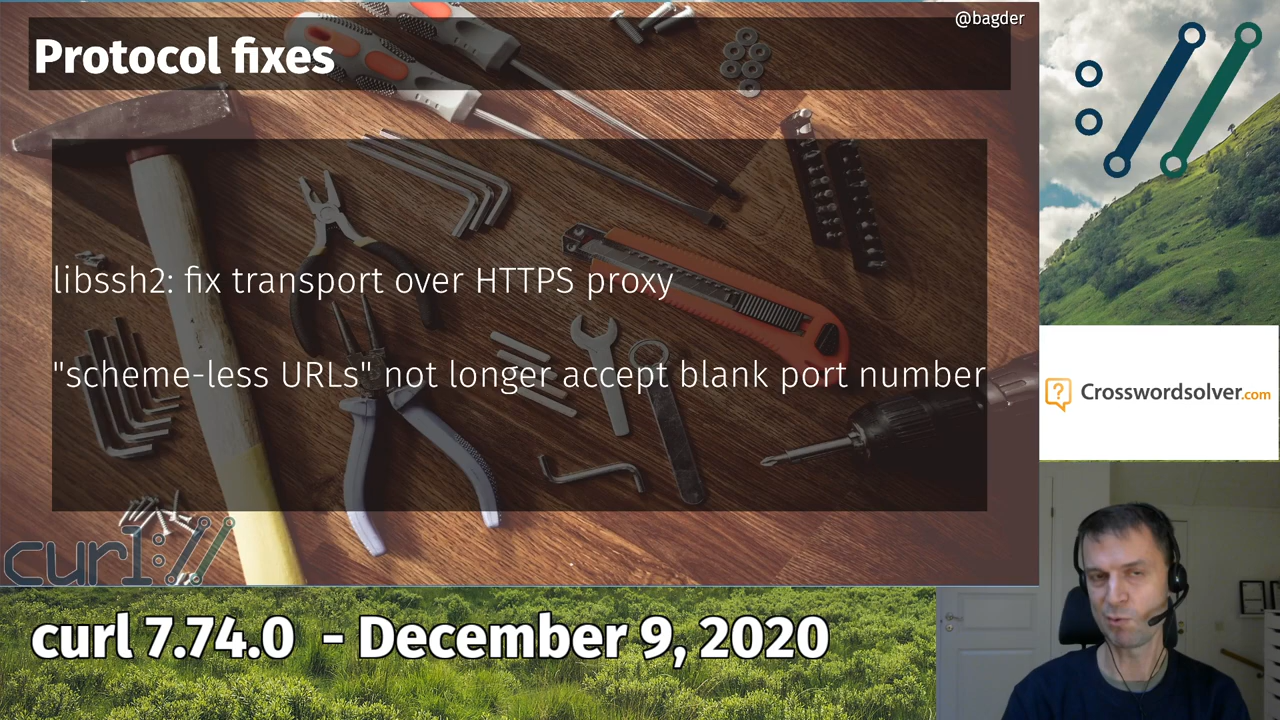 @bagder
Protocol fixes
libssh2: fix transport over HTTPS proxy
"scheme-less URLs" not longer accept blank port number
Crosswordsolver.com
curl://
curl 7.74.0 - December 9, 2020